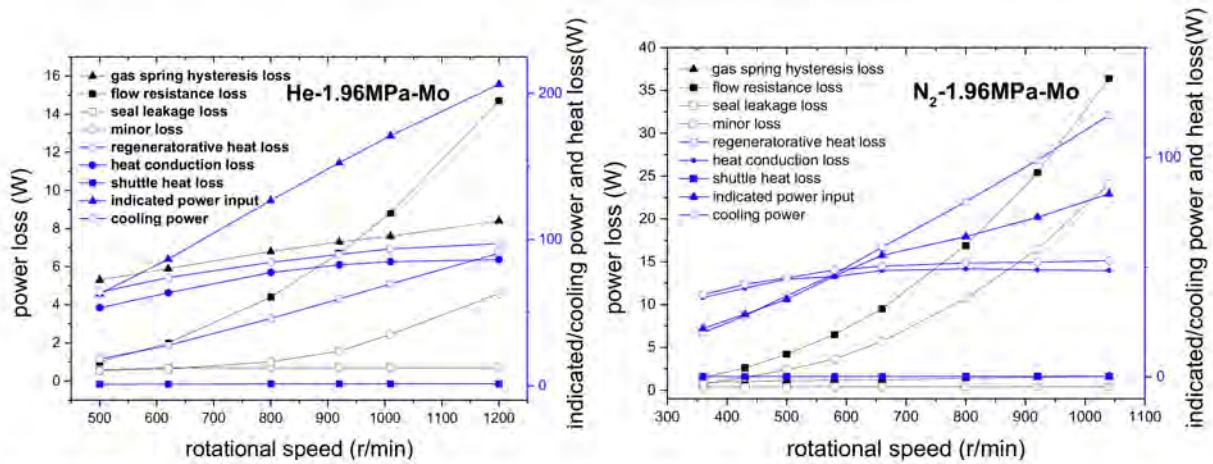 16
14
12
10
8
6
4
2
0
power loss (W)
gas spring hysteresis loss
flow resistance loss
seal leakage loss
minor loss
regeneratorative heat loss
heat conduction loss
shuttle heat loss
indicated power input
cooling power
He-1.96MPa-Mo
200
100
0
indicated/cooling power and heat loss(W)
500 600 700 800 900 1000 1100 1200
rotational speed (r/min)
40
35
30
25
20
15
10
5
0
power loss (W)
gas spring hysteresis loss
flow resistance loss
seal leakage loss
minor loss
regeneratorative heat loss
heat conduction loss
shuttle heat loss
indicated power input
cooling power
N2-1.96MPa-Mo
100
0
indicated/cooling power and heat loss(W)
300 400 500 600 700 800 900 1000 1100
rotational speed (r/min)